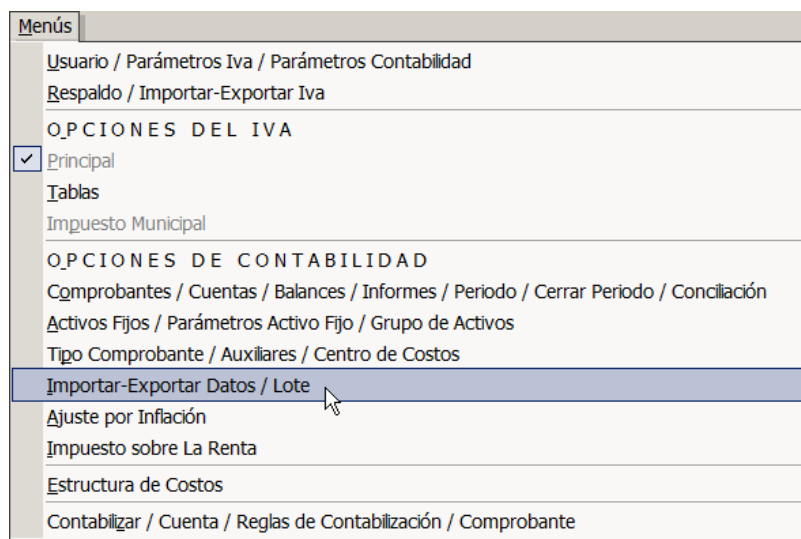 Menús
Usuario / Parámetros Iva / Parámetros Contabilidad
Respaldo / Importar-Exportar Iva
O P C I O N E S  D E L  I V A
Principal
Tablas
Impuesto Municipal
O P C I O N E S  D E  C O N T A B I L I D A D
Comprobantes / Cuentas / Balances / Informes / Periodo / Cerrar Periodo / Conciliación
Activos Fijos / Parámetros Activo Fijo / Grupo de Activos
Tipo Comprobante / Auxiliares / Centro de Costos
Importar-Exportar Datos / Lote
Ajuste por Inflación
Impuesto sobre La Renta
Estructura de Costos
Contabilizar / Cuenta / Reglas de Contabilización / Comprobante